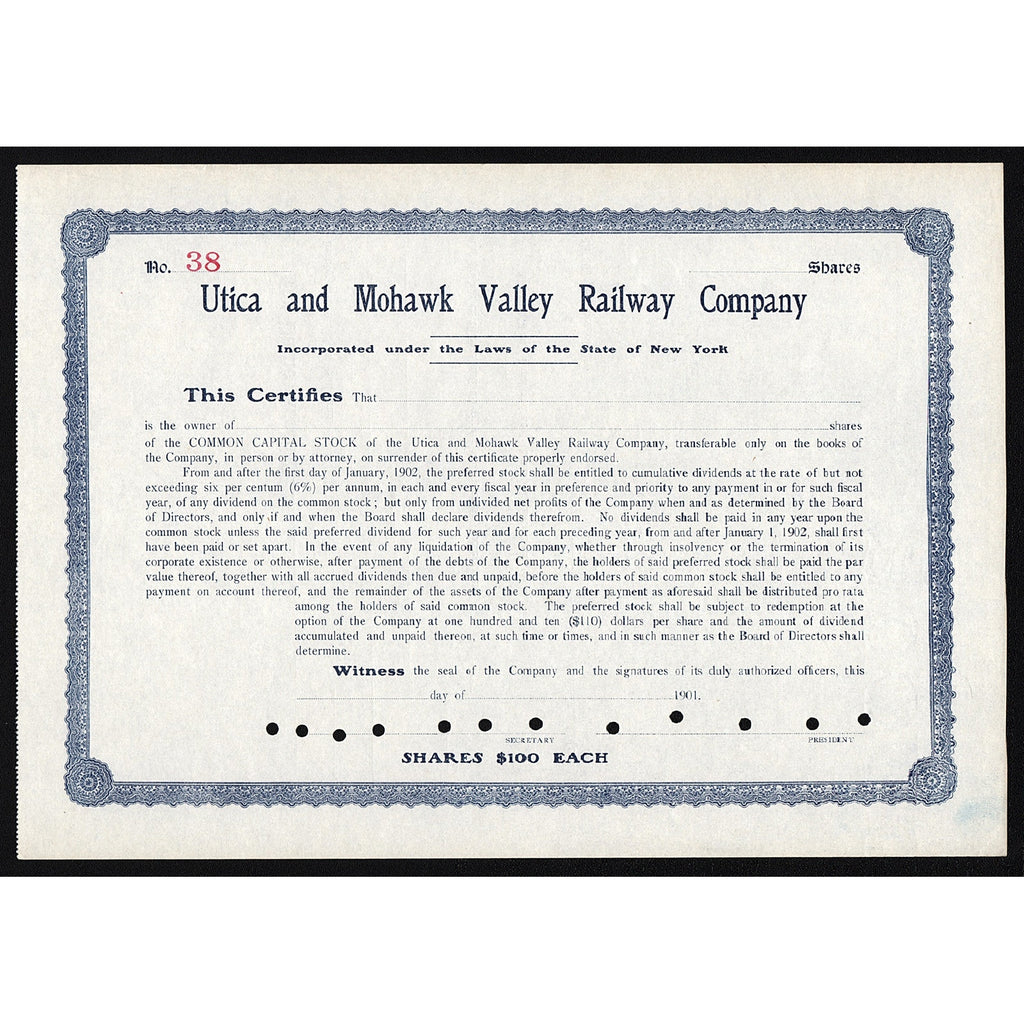 No. 38 Shares
Utica and Mohawk Valley Railway Company
Incorporated under the Laws of the State of New York
This Certifies That
is the owner of shares
of the COMMON CAPITAL STOCK of the Utica and Mohawk Valley Railway Company, transferable only on the books of
the Company, in person or by attorney, on surrender of this certificate properly endorsed.
From and after the first day of January, 1902, the preferred stock shall be entitled to cumulative dividends at the rate of but not
exceeding six per centum (6%) per annum, in each and every fiscal year in preference and priority to any payment in or for such fiscal
year, of any dividend on the common stock; but only from undivided net profits of the Company when and as determined by the Board
of Directors, and only if and when the Board shall declare dividends therefrom. No dividends shall be paid in any year upon the
common stock unless the said preferred dividend for such year and for each preceding year, from and after January 1, 1902, shall first
have been paid or set apart. In the event of any liquidation of the Company, whether through insolvency or the termination of its
corporate existence or otherwise, after payment of the debts of the Company, the holders of said preferred stock shall be paid the par
value thereof, together with all accrued dividends then due and unpaid, before the holders of said common stock shall be entitled to any
payment on account thereof, and the remainder of the assets of the Company after payment as aforesaid shall be distributed pro rata
among the holders of said common stock. The preferred stock shall be subject to redemption at the
option of the Company at one hundred and ten ($110) dollars per share and the amount of dividend
accumulated and unpaid thereon, at such time or times, and in such manner as the Board of Directors shall
determine.
Witness the seal of the Company and the signatures of its duly authorized officers, this
day of 1901.
SECRETARY PRESIDENT
SHARES $100 EACH